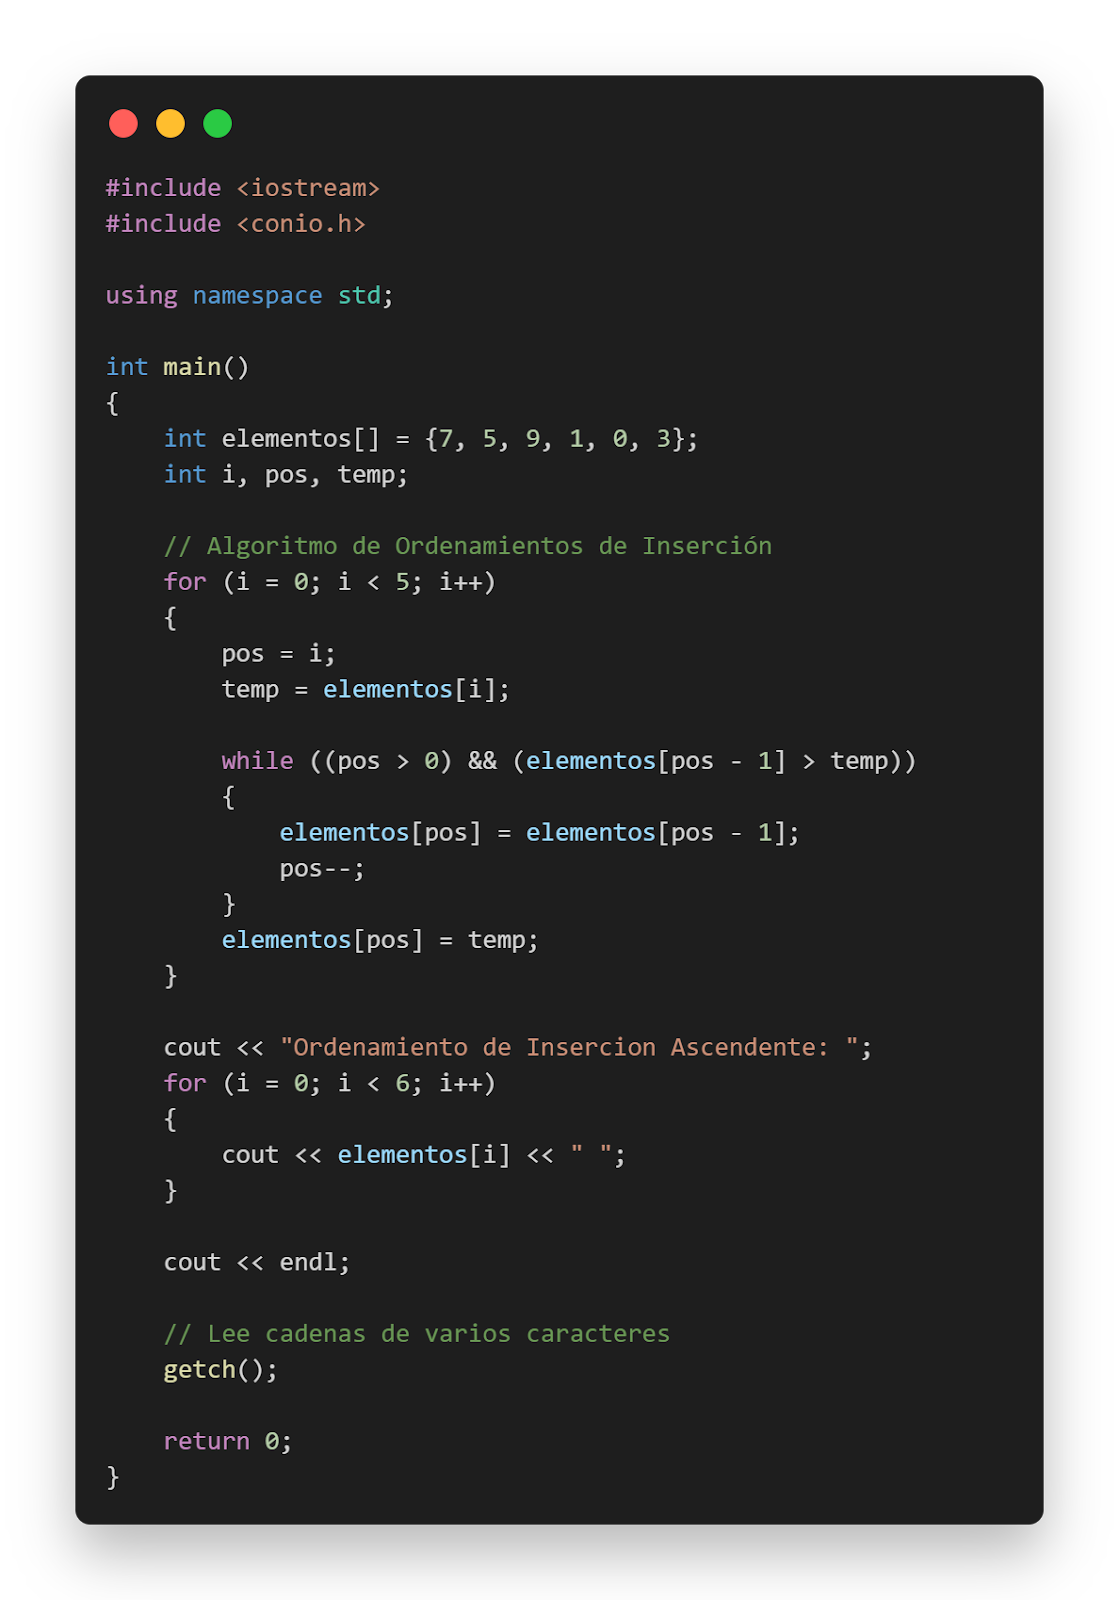 #include <iostream>
#include <conio.h>

using namespace std;

int main()
{
    int elementos[] = {7, 5, 9, 1, 0, 3};
    int i, pos, temp;

    // Algoritmo de Ordenamientos de Inserción
    for (i = 0; i < 5; i++)
    {
        pos = i;
        temp = elementos[i];

        while ((pos > 0) && (elementos[pos - 1] > temp))
        {
            elementos[pos] = elementos[pos - 1];
            pos--;
        }
        elementos[pos] = temp;
    }

    cout << "Ordenamiento de Insercion Ascendente: ";
    for (i = 0; i < 6; i++)
    {
        cout << elementos[i] << " ";
    }

    cout << endl;

    // Lee cadenas de varios caracteres
    getch();

    return 0;
}